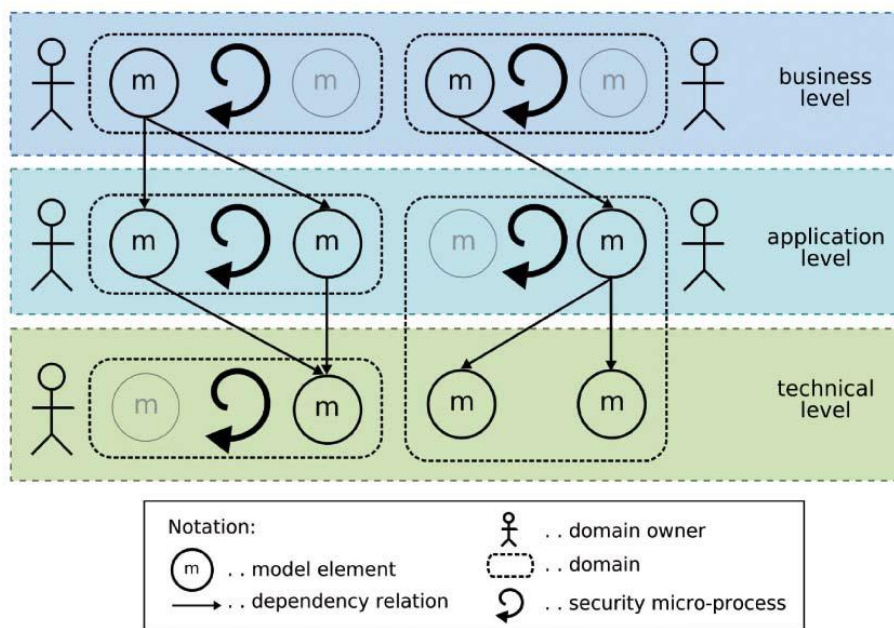 m
m
m
m
business
level
m
m
m
m
application
level
m
m
m
m
technical
level
Notation:
m
. . model element
. . dependency relation
. . domain owner
. . domain
. . security micro-process